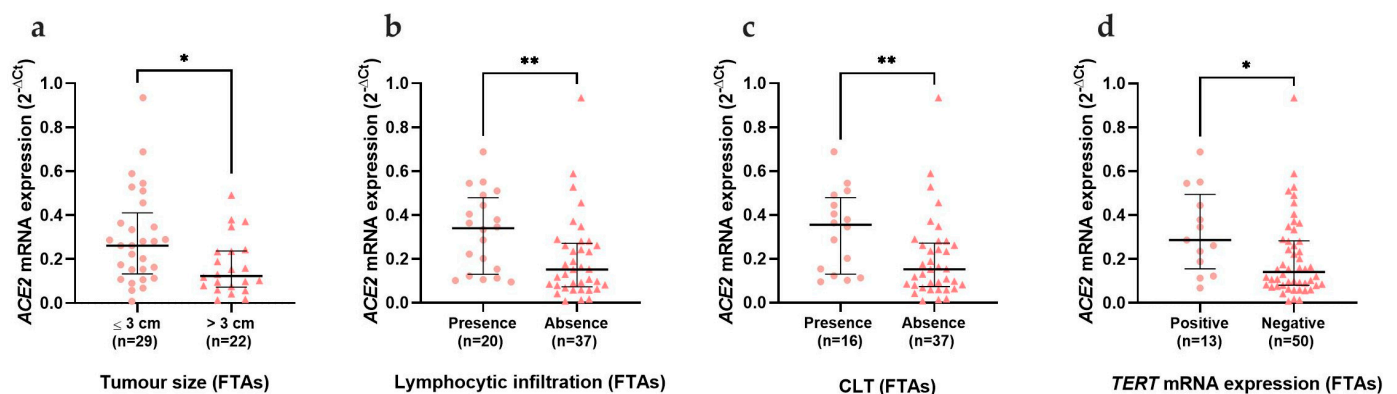 a
ACE2 mRNA expression (2-ΔCt)
*
1.0
0.8
0.6
0.4
0.2
0.0
≤ 3 cm
(n=29)
> 3 cm
(n=22)
Tumour size (FTAs)
b
ACE2 mRNA expression (2-ΔCt)
**
1.0
0.8
0.6
0.4
0.2
0.0
Presence
(n=20)
Absence
(n=37)
Lymphocytic infiltration (FTAs)
c
ACE2 mRNA expression (2-ΔCt)
**
1.0
0.8
0.6
0.4
0.2
0.0
Presence
(n=16)
Absence
(n=37)
CLT (FTAs)
d
ACE2 mRNA expression (2-ΔCt)
*
1.0
0.8
0.6
0.4
0.2
0.0
Positive
(n=13)
Negative
(n=50)
TERT mRNA expression (FTAs)